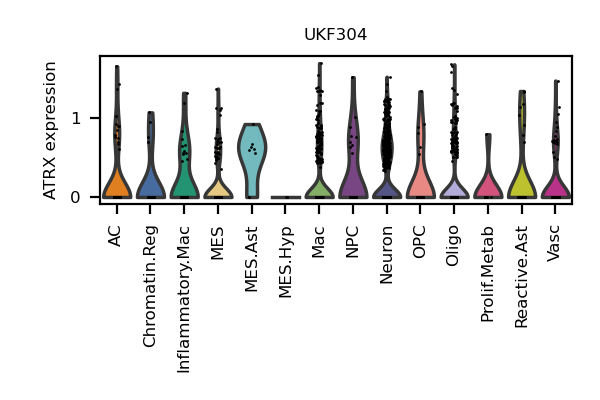 UKF304
ATRX expression
1
0
AC
Chromatin.Reg
Inflammatory.Mac
MES
MES.Ast
MES.Hyp
Mac
NPC
Neuron
OPC
Oligo
Prolif.Metab
Reactive.Ast
Vasc